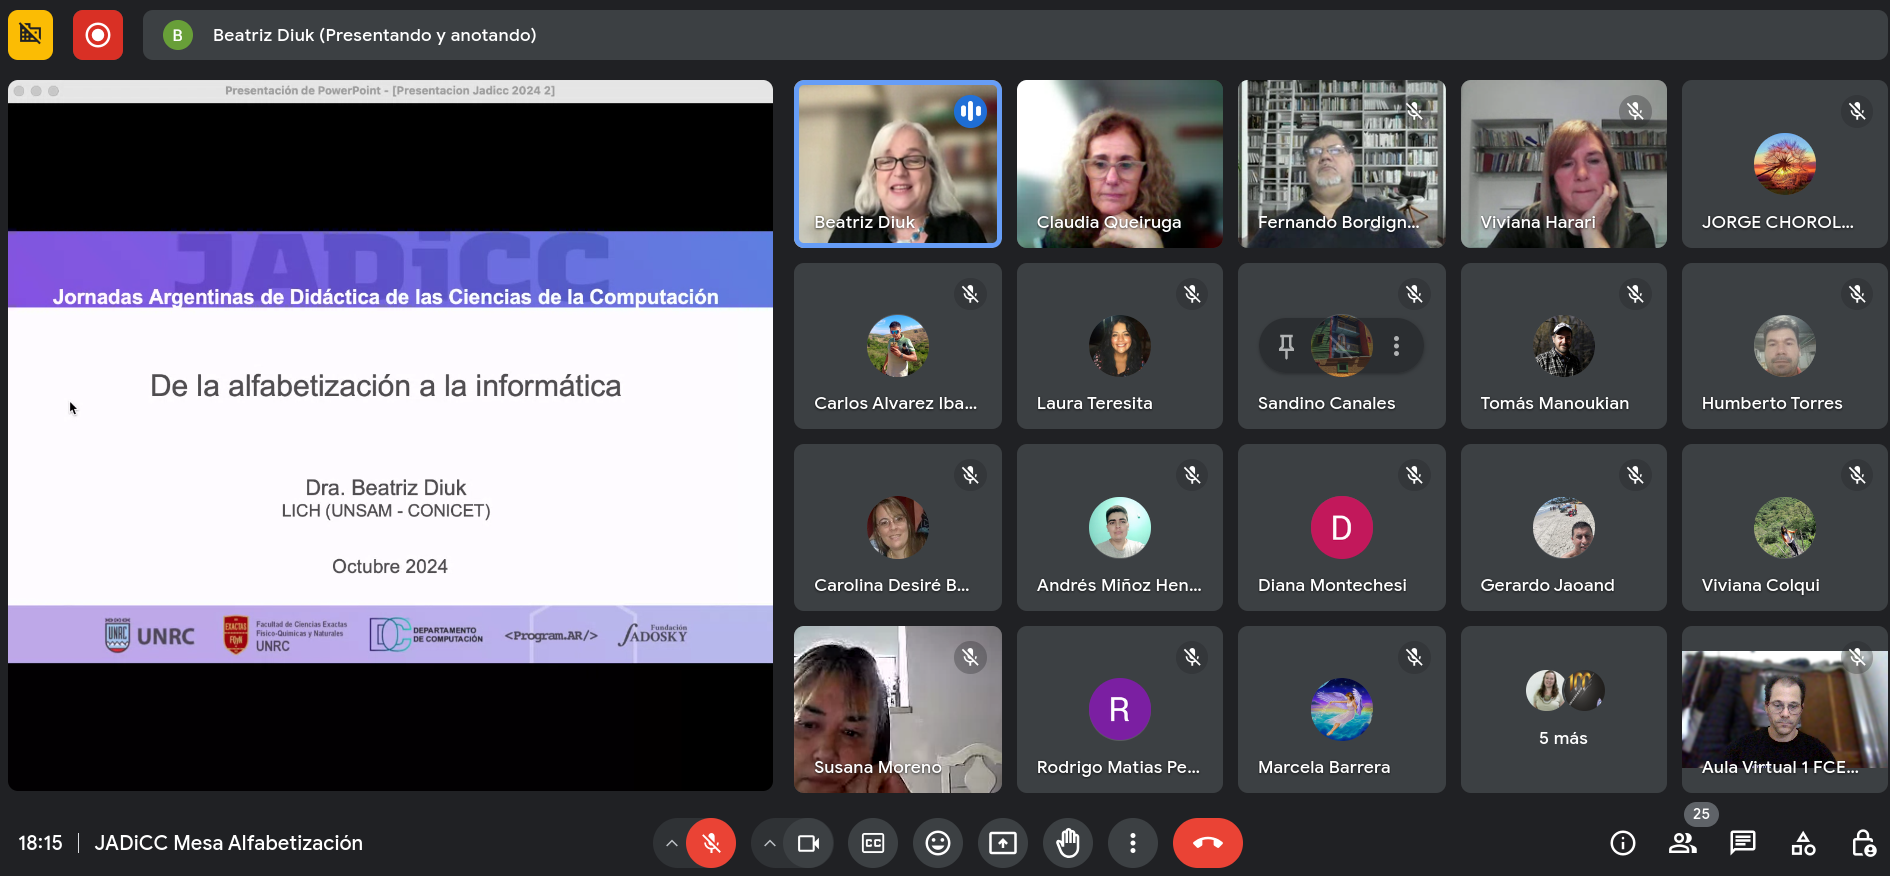 B Beatriz Diuk (Presentando y anotando)
Presentación de PowerPoint - [Presentacion Jadicc 2024 2]
JADiCC
Jornadas Argentinas de Didáctica de las Ciencias de la Computación
De la alfabetización a la informática
Dra. Beatriz Diuk
LICH (UNSAM - CONICET)
Octubre 2024
UNRC
UNRC
EXACTAS
Facultad de Ciencias Exactas
Físico-Químicas y Naturales
UNRC
DC
DEPARTAMENTO
DE COMPUTACIÓN
<Program.AR/>
Fundación
SADOSKY
Beatriz Diuk
Claudia Queiruga
Fernando Bordign...
Viviana Harari
JORGE CHOROL...
Carlos Alvarez Iba...
Laura Teresita
Sandino Canales
Tomás Manoukian
Humberto Torres
Carolina Desiré B...
Andrés Miñoz Hen...
D
Diana Montechesi
Gerardo Jaoand
Viviana Colqui
Susana Moreno
R
Rodrigo Matias Pe...
Marcela Barrera
100
5 más
Aula Virtual 1 FCE...
18:15 | JADiCC Mesa Alfabetización
CC
25